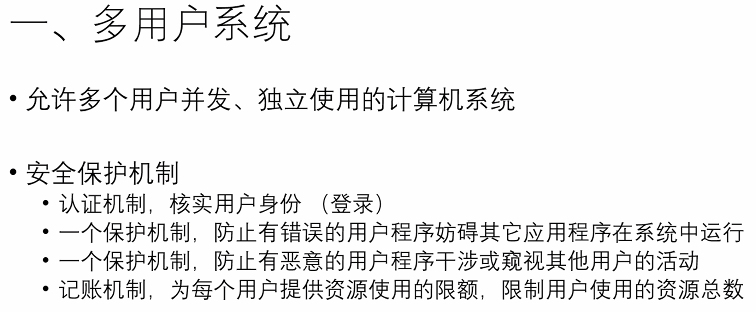 一、多用户系统
• 允许多个用户并发、独立使用的计算机系统
• 安全保护机制
• 认证机制，核实用户身份 （登录）
• 一个保护机制，防止有错误的用户程序妨碍其它应用程序在系统中运行
• 一个保护机制，防止有恶意的用户程序干涉或窥视其他用户的活动
• 记账机制，为每个用户提供资源使用的限额，限制用户使用的资源总数